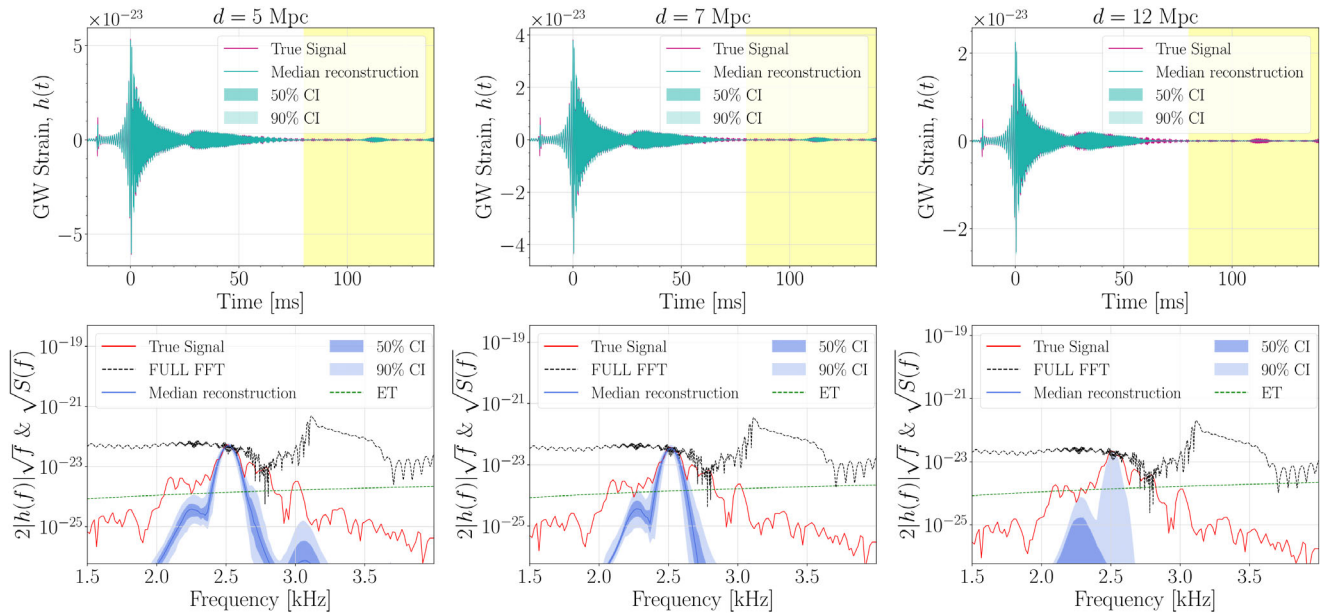 d = 5 Mpc
×10⁻²³
GW Strain, h(t)
5
0
−5
True Signal
Median reconstruction
50% CI
90% CI
0
50
100
Time [ms]
d = 7 Mpc
×10⁻²³
GW Strain, h(t)
4
2
0
−2
−4
True Signal
Median reconstruction
50% CI
90% CI
0
50
100
Time [ms]
d = 12 Mpc
×10⁻²³
GW Strain, h(t)
2
0
−2
True Signal
Median reconstruction
50% CI
90% CI
0
50
100
Time [ms]
2|h(f)|√f & √S(f)
10⁻¹⁹
10⁻²¹
10⁻²³
10⁻²⁵
True Signal
FULL FFT
Median reconstruction
50% CI
90% CI
ET
1.5
2.0
2.5
3.0
3.5
Frequency [kHz]
2|h(f)|√f & √S(f)
10⁻¹⁹
10⁻²¹
10⁻²³
10⁻²⁵
True Signal
FULL FFT
Median reconstruction
50% CI
90% CI
ET
1.5
2.0
2.5
3.0
3.5
Frequency [kHz]
2|h(f)|√f & √S(f)
10⁻¹⁹
10⁻²¹
10⁻²³
10⁻²⁵
True Signal
FULL FFT
Median reconstruction
50% CI
90% CI
ET
1.5
2.0
2.5
3.0
3.5
Frequency [kHz]